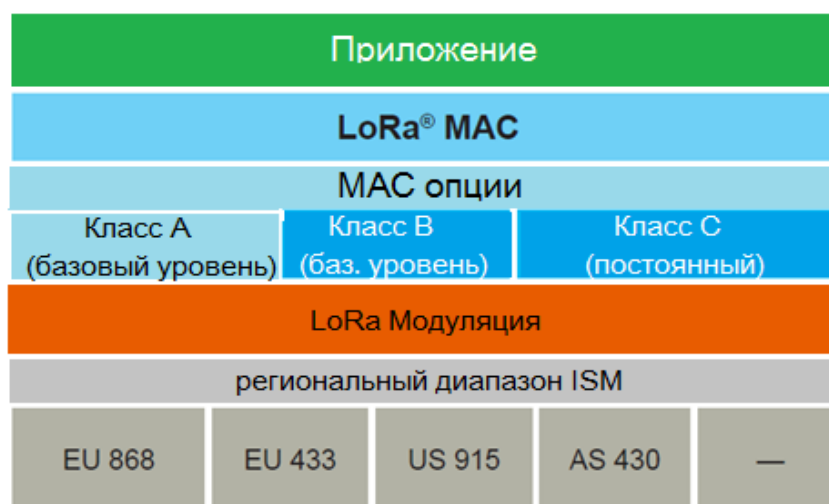 Приложение
LoRa® MAC
MAC опции
Класс A
(базовый уровень)
Класс B
(баз. уровень)
Класс C
(постоянный)
LoRa Модуляция
региональный диапазон ISM
EU 868 EU 433 US 915 AS 430 —